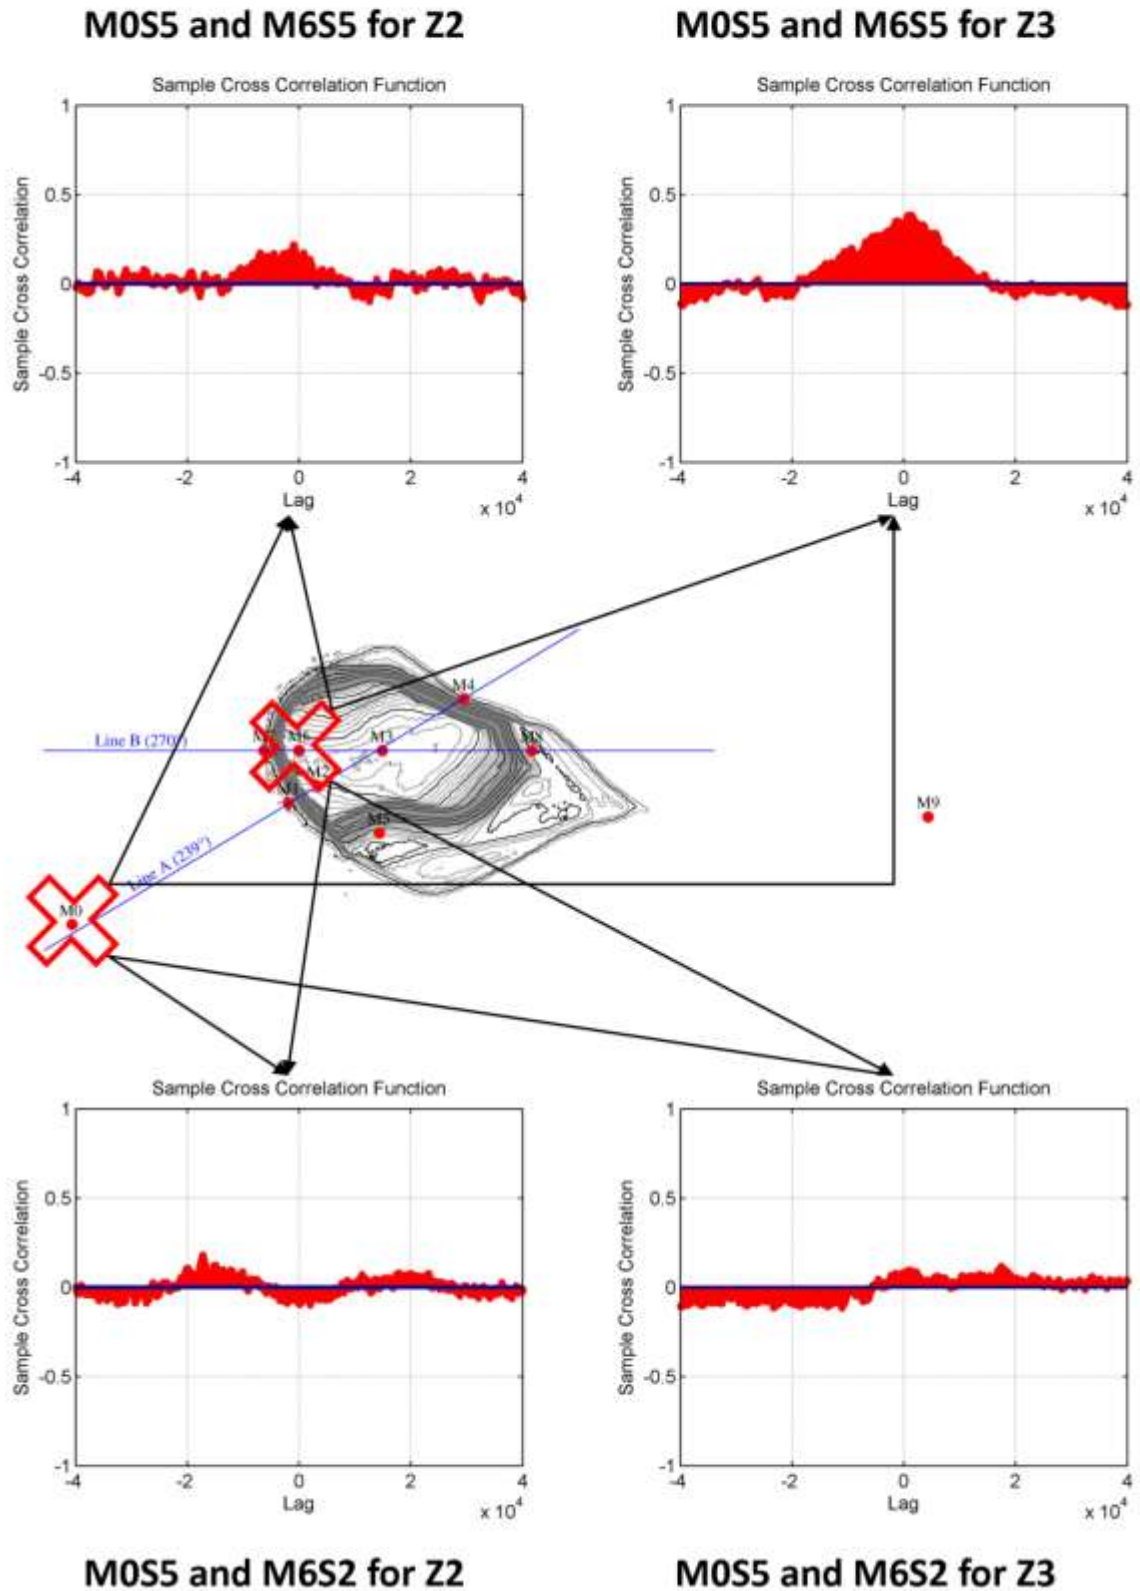 M0S5 and M6S5 for Z2
M0S5 and M6S5 for Z3
Sample Cross Correlation Function
Sample Cross Correlation
1
0.5
0
-0.5
-1
-4
-2
0
2
4
Lag
x 10^4
Sample Cross Correlation Function
Sample Cross Correlation
1
0.5
0
-0.5
-1
-4
-2
0
2
4
Lag
x 10^4
M4
Line B (270°)
M6
M3
M8
M2
M1
M5
M9
Line A (239°)
M0
Sample Cross Correlation Function
Sample Cross Correlation
1
0.5
0
-0.5
-1
-4
-2
0
2
4
Lag
x 10^4
Sample Cross Correlation Function
Sample Cross Correlation
1
0.5
0
-0.5
-1
-4
-2
0
2
4
Lag
x 10^4
M0S5 and M6S2 for Z2
M0S5 and M6S2 for Z3